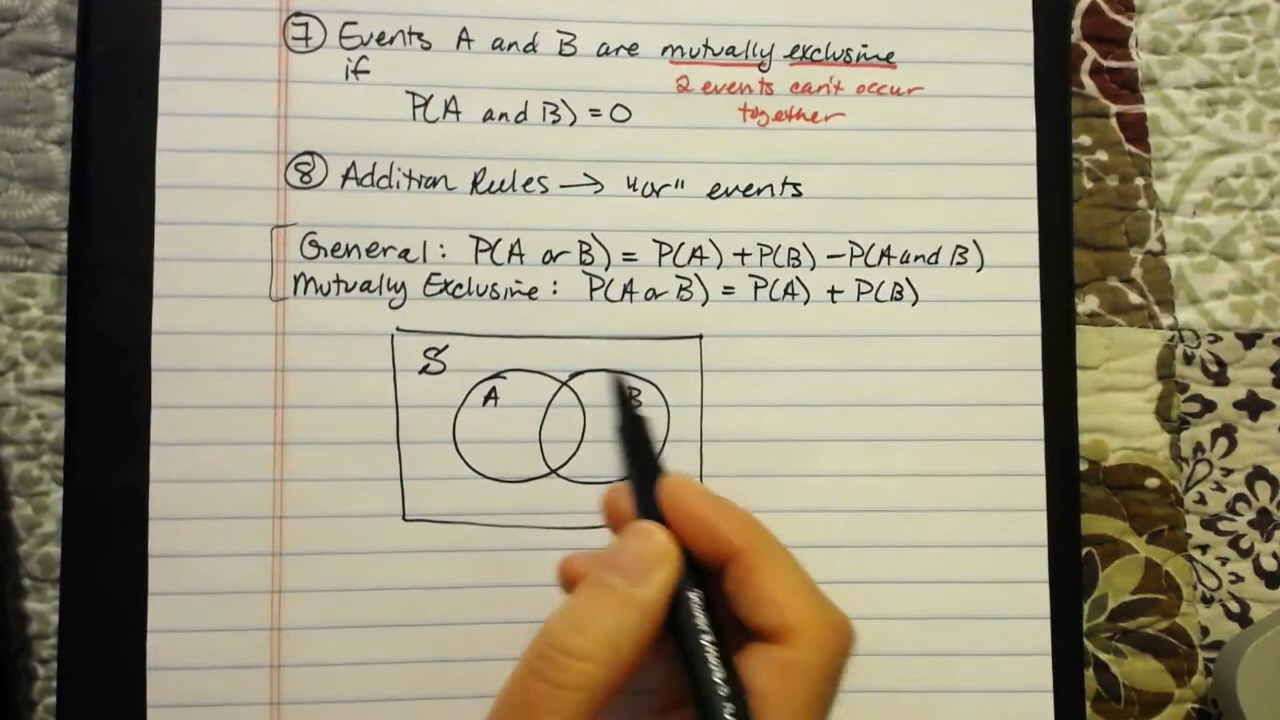 ⑦ Events A and B are mutually exclusive
if
2 events can't occur
together
P(A and B) = 0
⑧ Addition Rules → "or" events
General: P(A or B) = P(A) + P(B) - P(A and B)
Mutually Exclusive: P(A or B) = P(A) + P(B)
S
A
B